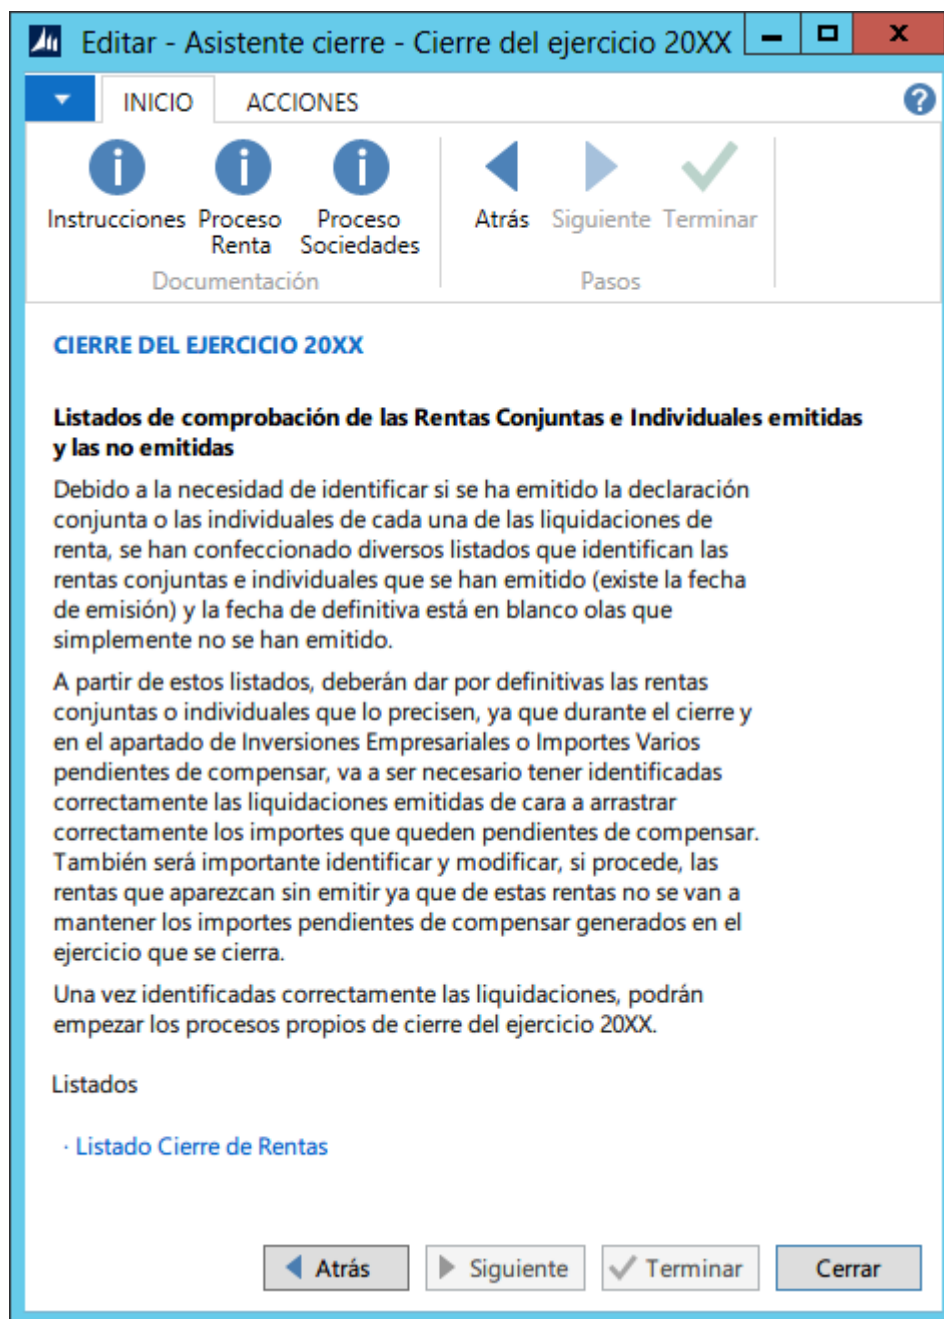 Editar - Asistente cierre - Cierre del ejercicio 20XX
INICIO ACCIONES
Instrucciones Proceso Renta Proceso Sociedades Atrás Siguiente Terminar
Documentación Pasos
CIERRE DEL EJERCICIO 20XX
Listados de comprobación de las Rentas Conjuntas e Individuales emitidas
y las no emitidas
Debido a la necesidad de identificar si se ha emitido la declaración
conjunta o las individuales de cada una de las liquidaciones de
renta, se han confeccionado diversos listados que identifican las
rentas conjuntas e individuales que se han emitido (existe la fecha
de emisión) y la fecha de definitiva está en blanco olas que
simplemente no se han emitido.
A partir de estos listados, deberán dar por definitivas las rentas
conjuntas o individuales que lo precisen, ya que durante el cierre y
en el apartado de Inversiones Empresariales o Importes Varios
pendientes de compensar, va a ser necesario tener identificadas
correctamente las liquidaciones emitidas de cara a arrastrar
correctamente los importes que queden pendientes de compensar.
También será importante identificar y modificar, si procede, las
rentas que aparezcan sin emitir ya que de estas rentas no se van a
mantener los importes pendientes de compensar generados en el
ejercicio que se cierra.
Una vez identificadas correctamente las liquidaciones, podrán
empezar los procesos propios de cierre del ejercicio 20XX.
Listados
· Listado Cierre de Rentas
Atrás Siguiente Terminar Cerrar